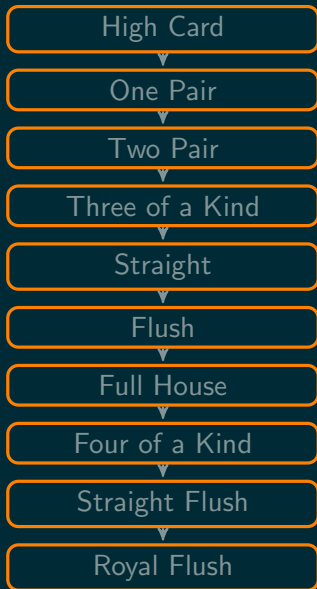 High Card
One Pair
Two Pair
Three of a Kind
Straight
Flush
Full House
Four of a Kind
Straight Flush
Royal Flush